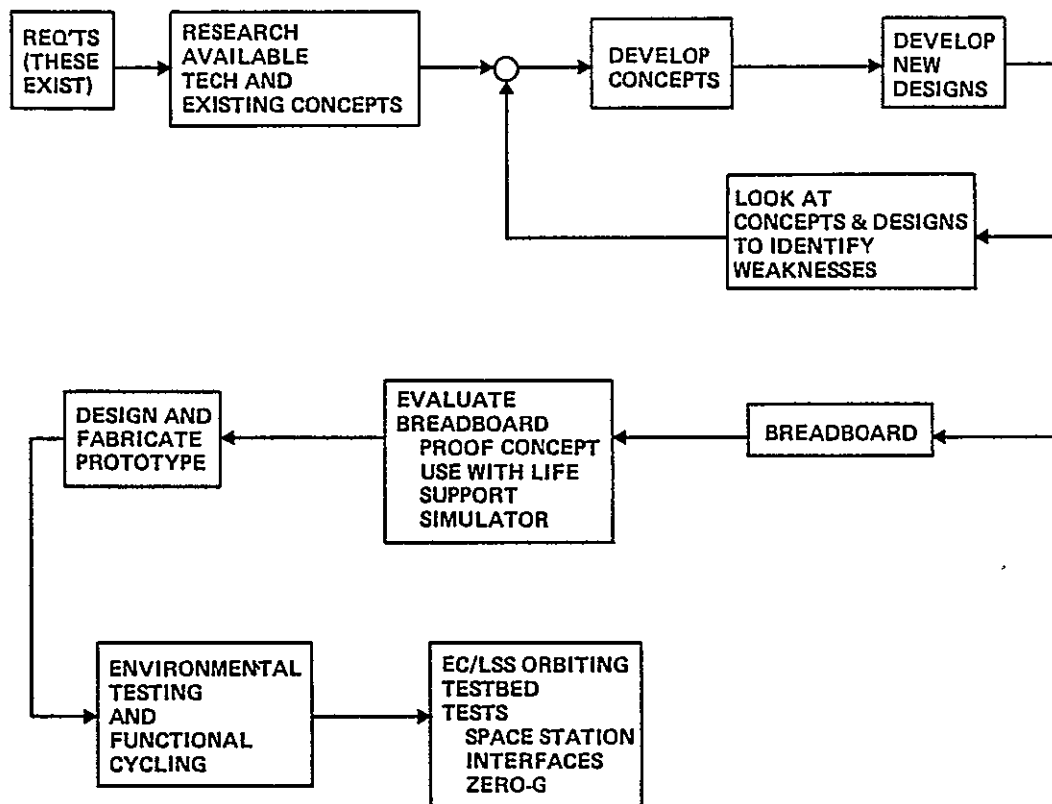 REQ'TS
(THESE
EXIST)
RESEARCH
AVAILABLE
TECH AND
EXISTING CONCEPTS
DEVELOP
CONCEPTS
DEVELOP
NEW
DESIGNS
LOOK AT
CONCEPTS & DESIGNS
TO IDENTIFY
WEAKNESSES
BREADBOARD
EVALUATE
BREADBOARD
PROOF CONCEPT
USE WITH LIFE
SUPPORT
SIMULATOR
DESIGN AND
FABRICATE
PROTOTYPE
ENVIRONMENTAL
TESTING
AND
FUNCTIONAL
CYCLING
EC/LSS ORBITING
TESTBED
TESTS
SPACE STATION
INTERFACES
ZERO-G